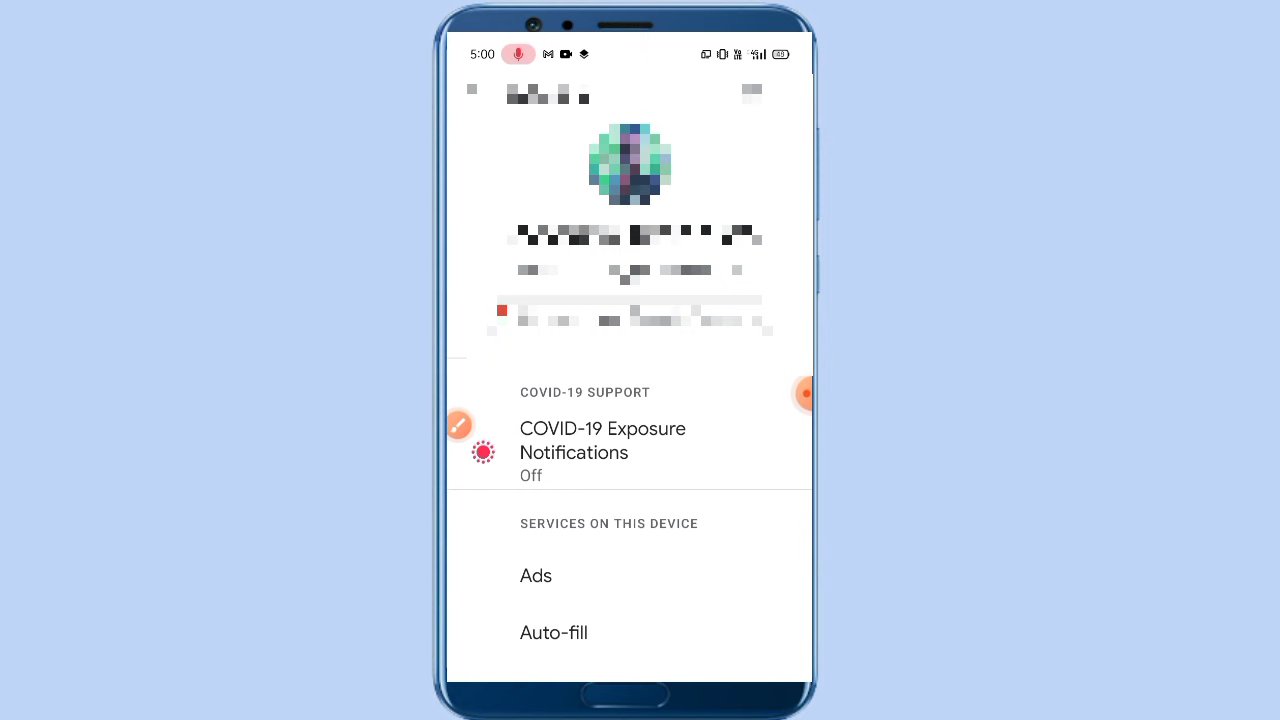 5:00
COVID-19 SUPPORT
COVID-19 Exposure
Notifications
Off
SERVICES ON THIS DEVICE
Ads
Auto-fill